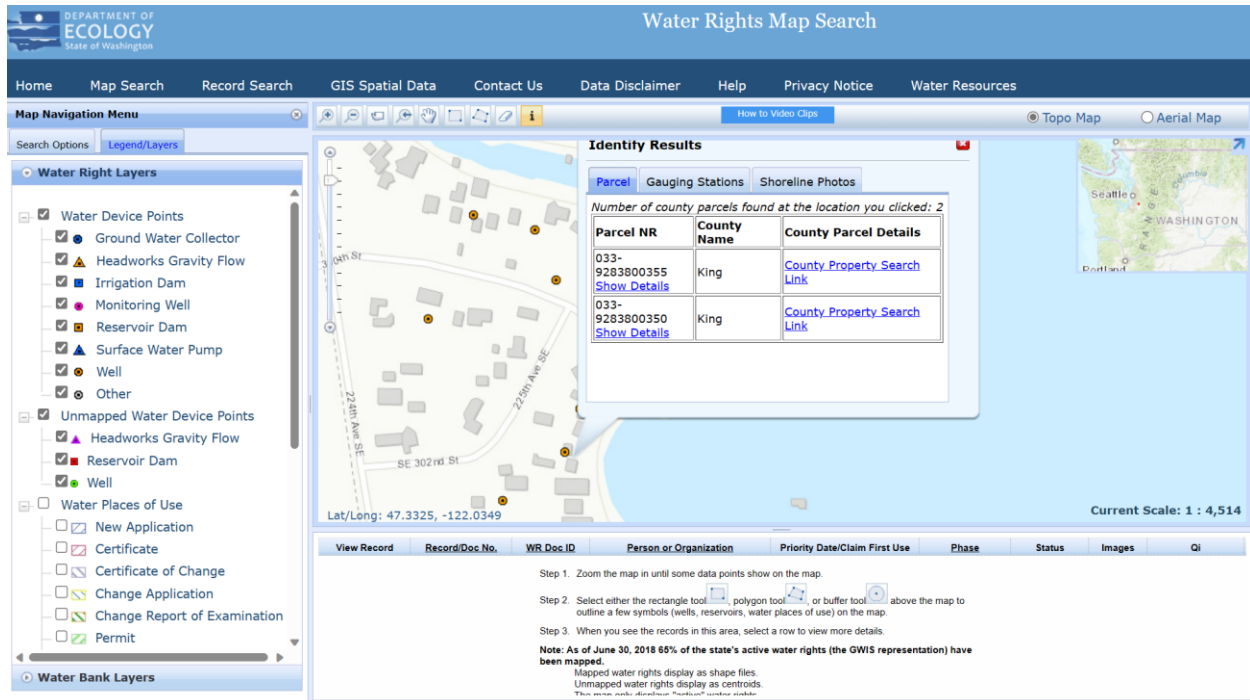 DEPARTMENT OF
ECOLOGY
State of Washington
Water Rights Map Search
Home Map Search Record Search GIS Spatial Data Contact Us Data Disclaimer Help Privacy Notice Water Resources
Map Navigation Menu
How to Video Clips
Topo Map Aerial Map
Search Options Legend/Layers
Water Right Layers
Water Device Points
Ground Water Collector
Headworks Gravity Flow
Irrigation Dam
Monitoring Well
Reservoir Dam
Surface Water Pump
Well
Other
Unmapped Water Device Points
Headworks Gravity Flow
Reservoir Dam
Well
Water Places of Use
New Application
Certificate
Certificate of Change
Change Application
Change Report of Examination
Permit
Water Bank Layers
Identify Results
Parcel Gauging Stations Shoreline Photos
Number of county parcels found at the location you clicked: 2
Parcel NR County Name County Parcel Details
033-
9283800355
Show Details
King
County Property Search
Link
033-
9283800350
Show Details
King
County Property Search
Link
224th Ave SE
225th Ave SE
SE 302nd St
Lat/Long: 47.3325, -122.0349
Current Scale: 1 : 4,514
Seattle
WASHINGTON
Columbia
Portland
View Record Record/Doc No. WR Doc ID Person or Organization Priority Date/Claim First Use Phase Status Images Qi
Step 1. Zoom the map in until some data points show on the map.
Step 2. Select either the rectangle tool , polygon tool , or buffer tool above the map to
outline a few symbols (wells, reservoirs, water places of use) on the map.
Step 3. When you see the records in this area, select a row to view more details.
Note: As of June 30, 2018 65% of the state's active water rights (the GWIS representation) have
been mapped.
Mapped water rights display as shape files.
Unmapped water rights display as centroids.
The map only displays "active" water rights